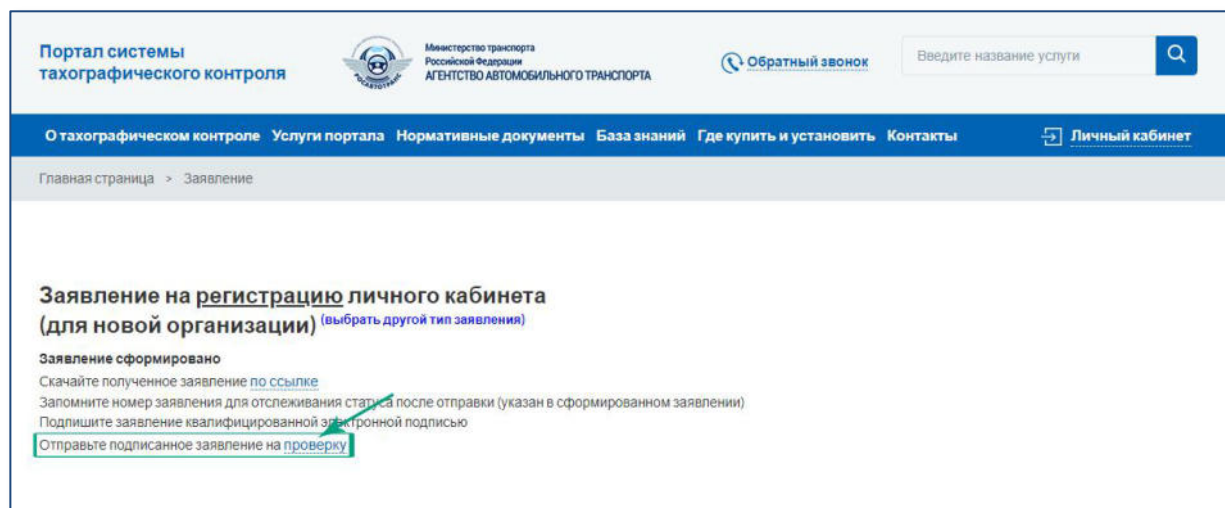 Портал системы
тахографического контроля
РОСАВТОТРАНС
Министерство транспорта
Российской Федерации
АГЕНТСТВО АВТОМОБИЛЬНОГО ТРАНСПОРТА
Обратный звонок
Введите название услуги
О тахографическом контроле Услуги портала Нормативные документы База знаний Где купить и установить Контакты Личный кабинет
Главная страница > Заявление
Заявление на регистрацию личного кабинета
(для новой организации) (выбрать другой тип заявления)
Заявление сформировано
Скачайте полученное заявление по ссылке
Запомните номер заявления для отслеживания статуса после отправки (указан в сформированном заявлении)
Подпишите заявление квалифицированной электронной подписью
Отправьте подписанное заявление на проверку